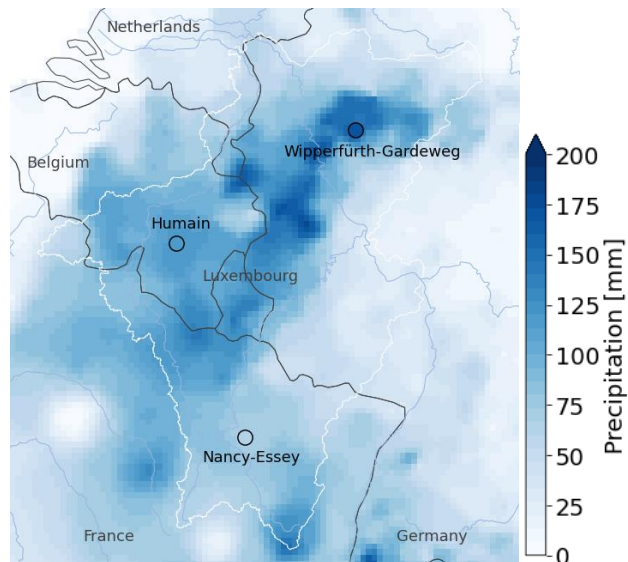 Netherlands
Wipperfürth-Gardeweg
Belgium
Humain
Luxembourg
Nancy-Essey
France
Germany
200
175
150
125
100
75
50
25
0
Precipitation [mm]